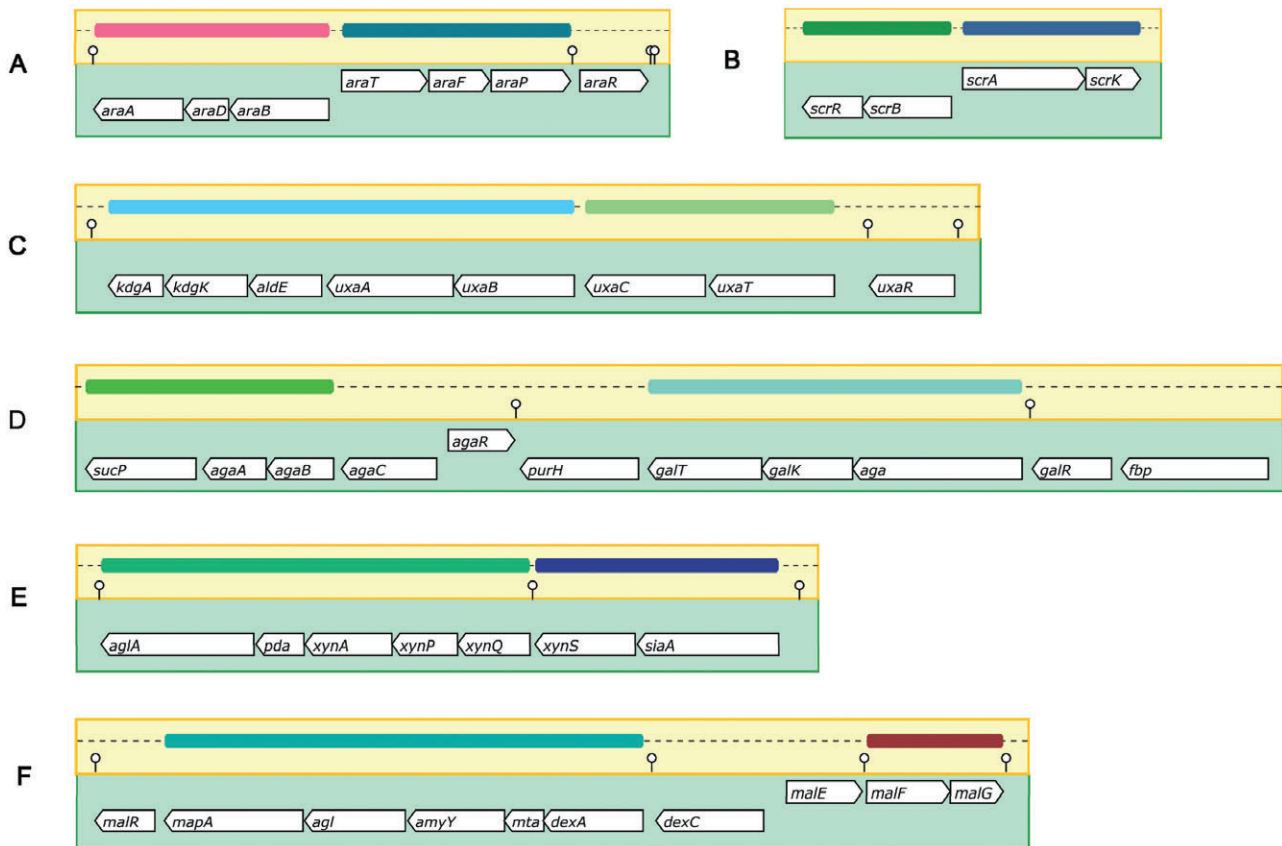 A
araT araF araP araR
araA araD araB
B
scrA scrK
scrR scrB
C
kdgA kdgK aldE uxaA uxaB uxaC uxaT uxaR
D
agaR
sucP agaA agaB agaC purH galT galK aga galR fbp
E
aglA pda xynA xynP xynQ xynS siaA
F
malE malF malG
malR mapA agl amyY mta dexA dexC